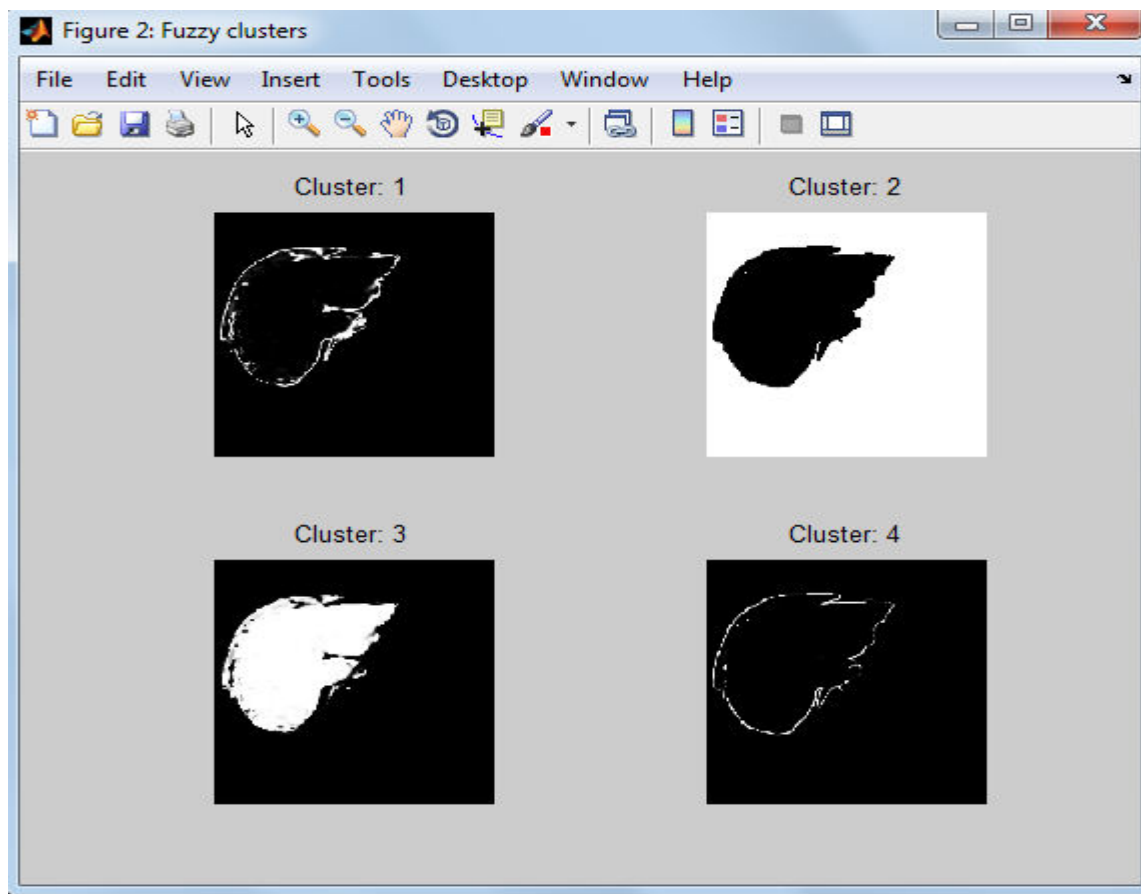 Figure 2: Fuzzy clusters
File Edit View Insert Tools Desktop Window Help
Cluster: 1
Cluster: 2
Cluster: 3
Cluster: 4